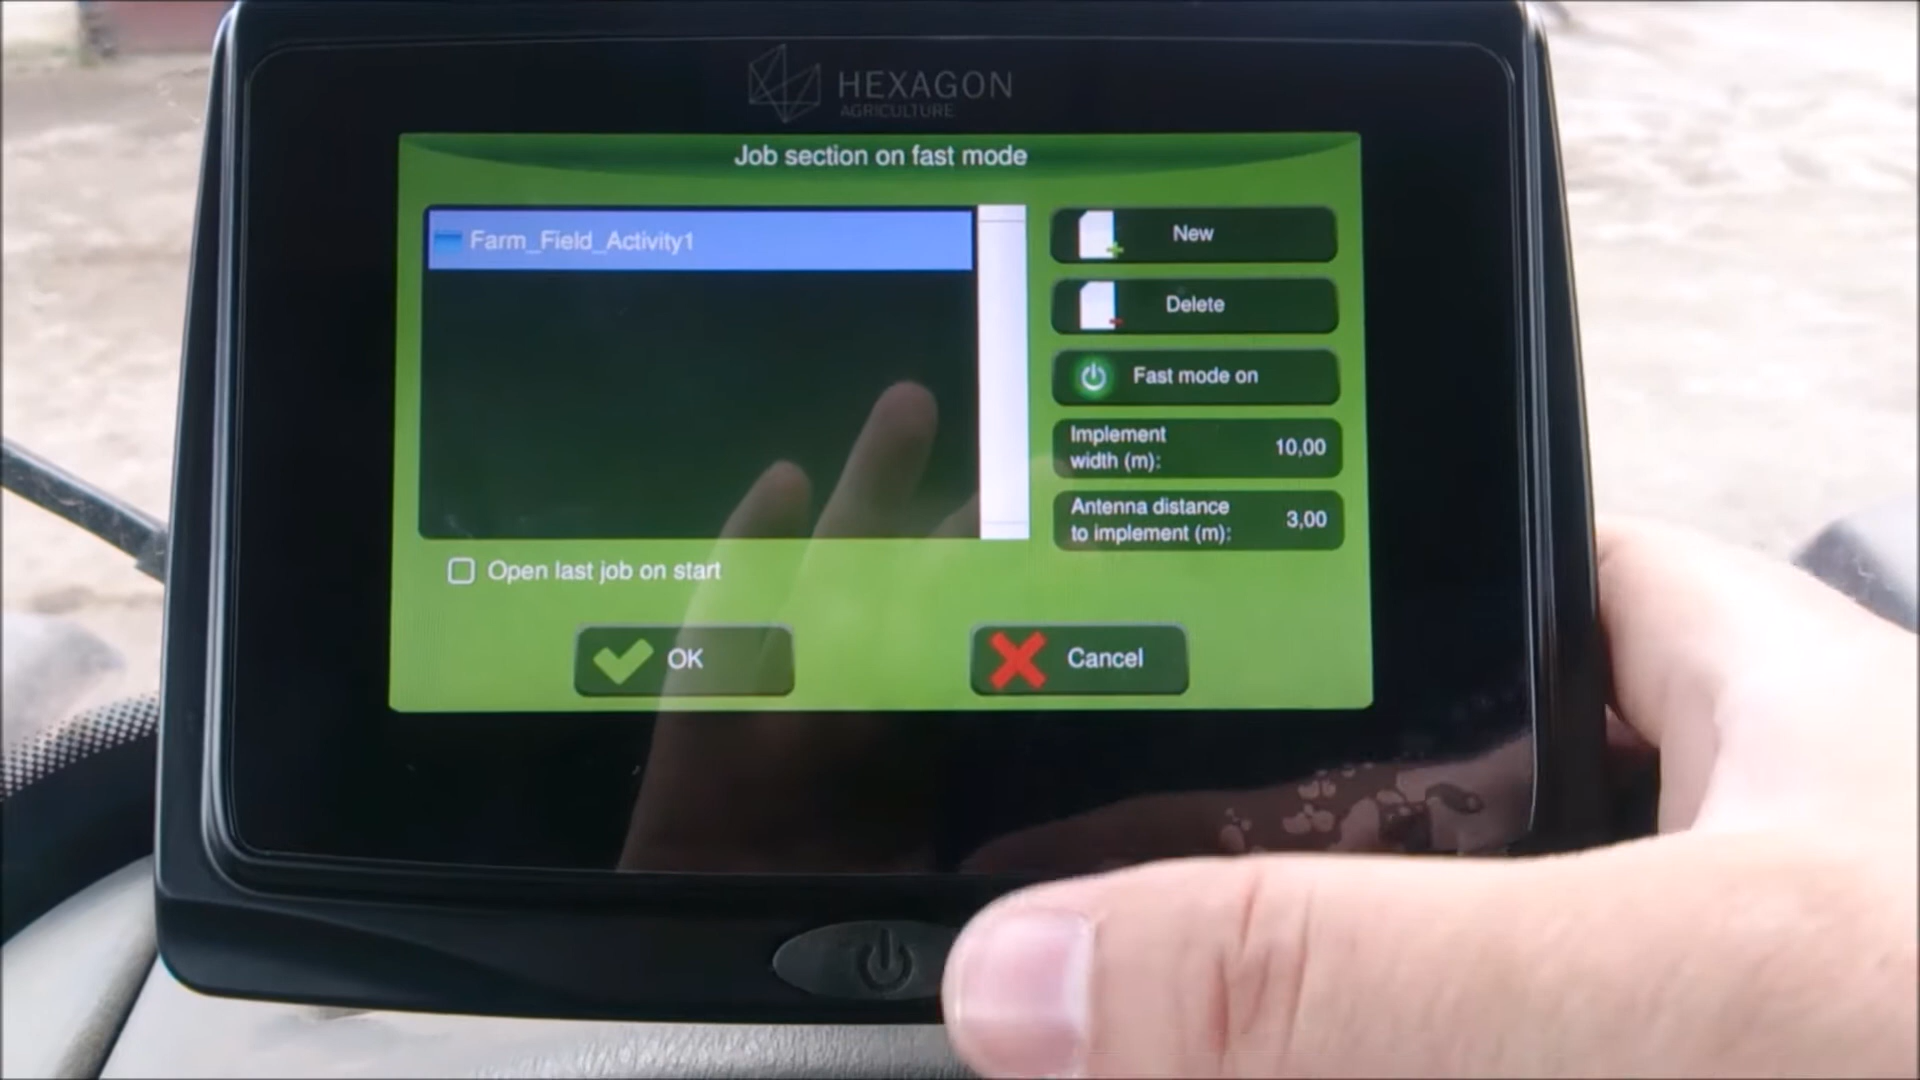 HEXAGON
AGRICULTURE
Job section on fast mode
Farm_Field_Activity1
New
Delete
Fast mode on
Implement
width (m):
10,00
Antenna distance
to implement (m):
3,00
Open last job on start
OK
Cancel